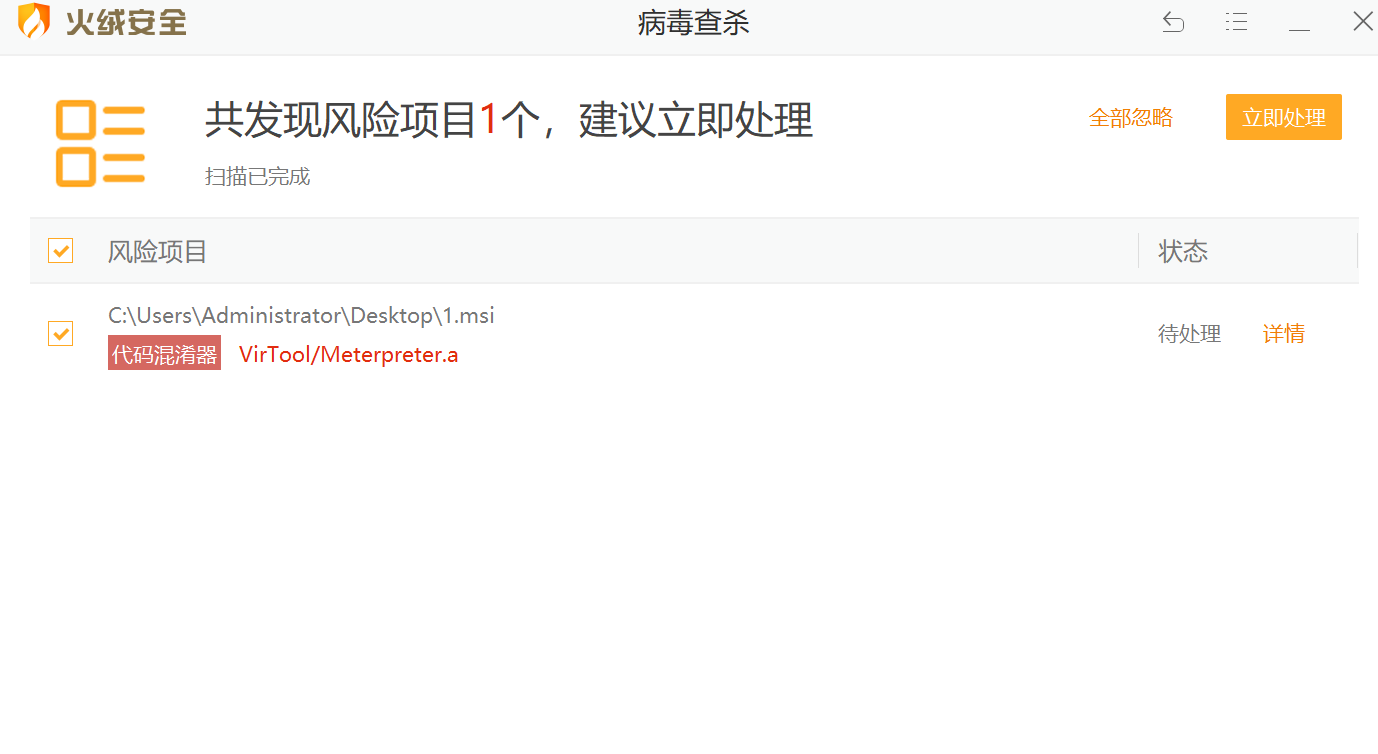 火绒安全
病毒查杀
共发现风险项目1个，建议立即处理
全部忽略
立即处理
扫描已完成
风险项目
状态
C:\Users\Administrator\Desktop\1.msi
代码混淆器 VirTool/Meterpreter.a
待处理
详情